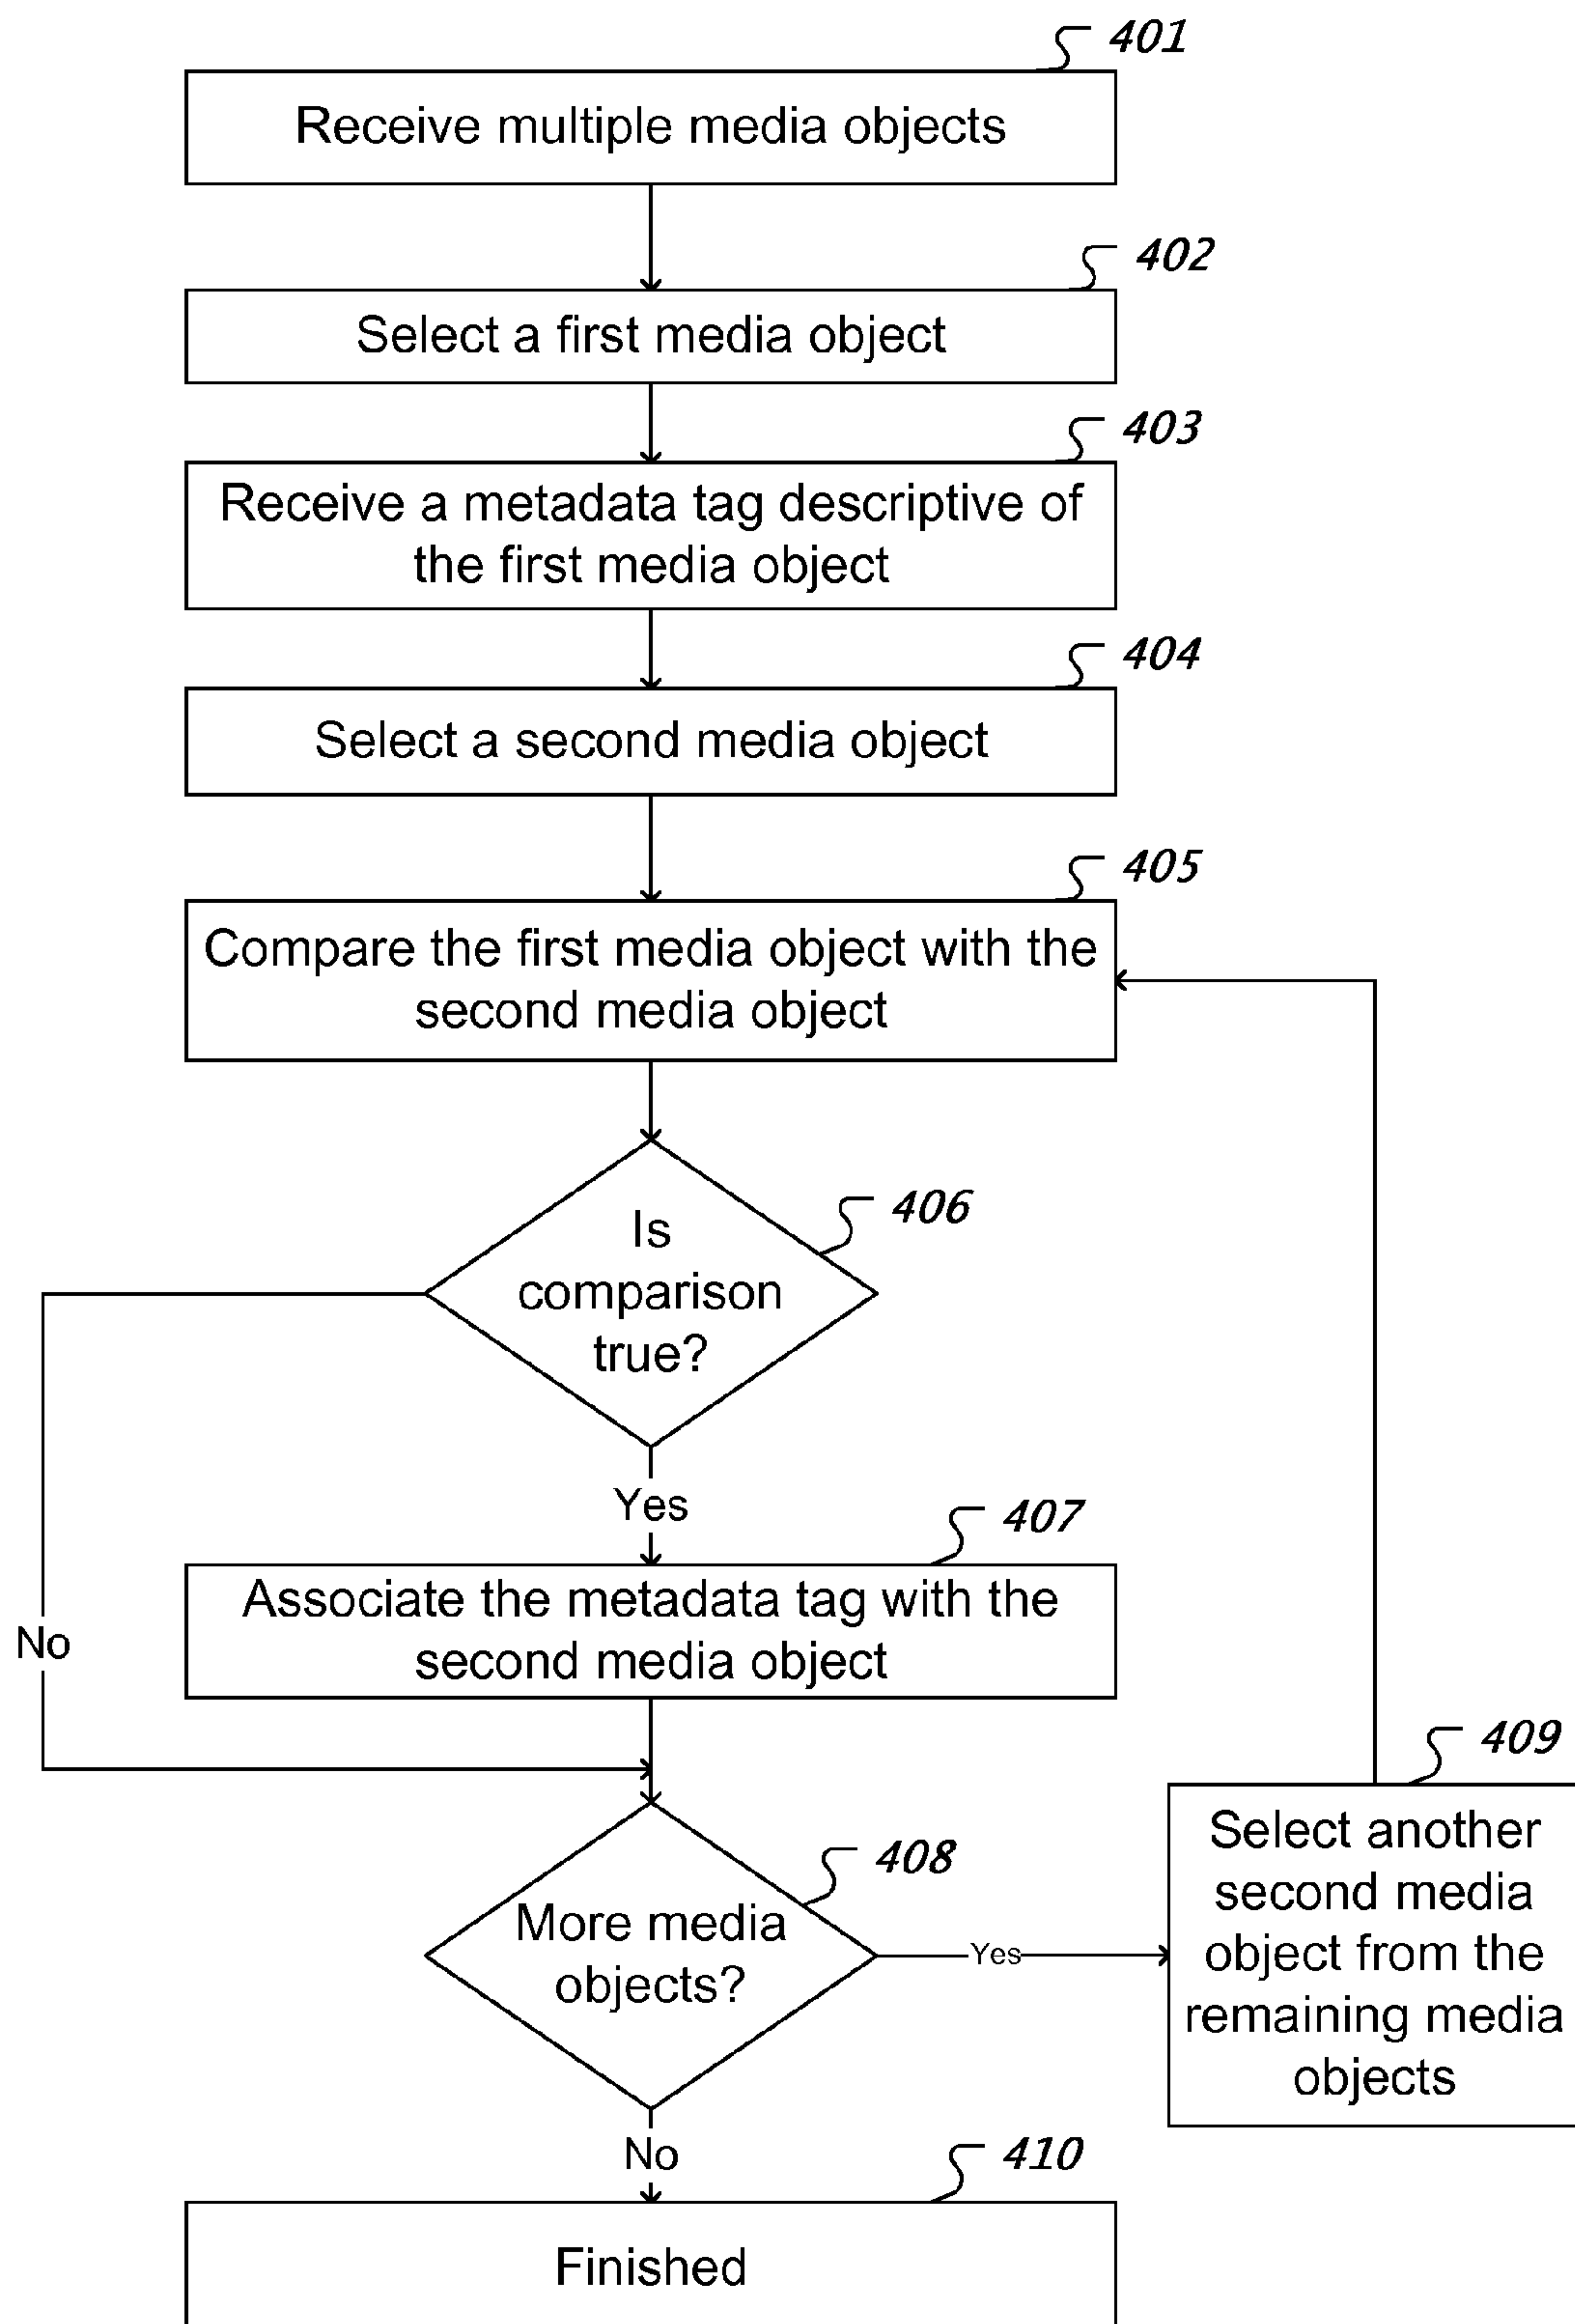 401
Receive multiple media objects
402
Select a first media object
403
Receive a metadata tag descriptive of
the first media object
404
Select a second media object
405
Compare the first media object with the
second media object
406
Is
comparison
true?
Yes
407
Associate the metadata tag with the
second media object
No
408
More media
objects?
Yes
409
Select another
second media
object from the
remaining media
objects
No
410
Finished